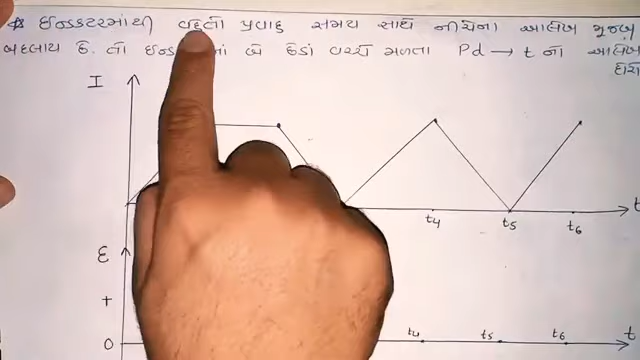 * ઈન્ડક્ટરમાંથી વહેતો પ્રવાહ સમય સાથે નીચેના આલેખ મુજબ
બદલાય છે. તો વચ્ચે મળતા Pd → t નો આલેખ
દોરો
I
t
t4 t5 t6
ε
+
t4 t5 t6 t
0